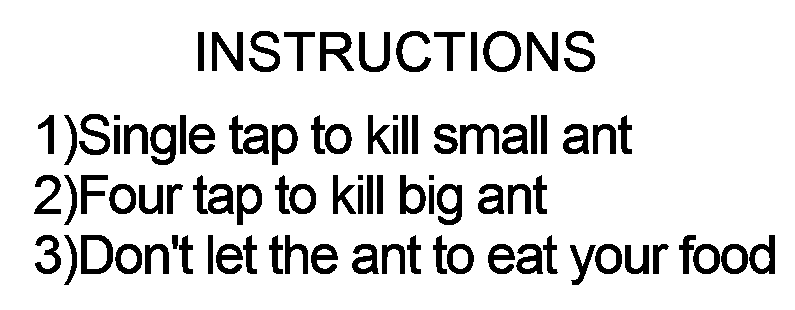 INSTRUCTIONS
1)Single tap to kill small ant
2)Four tap to kill big ant
3)Don't let the ant to eat your food